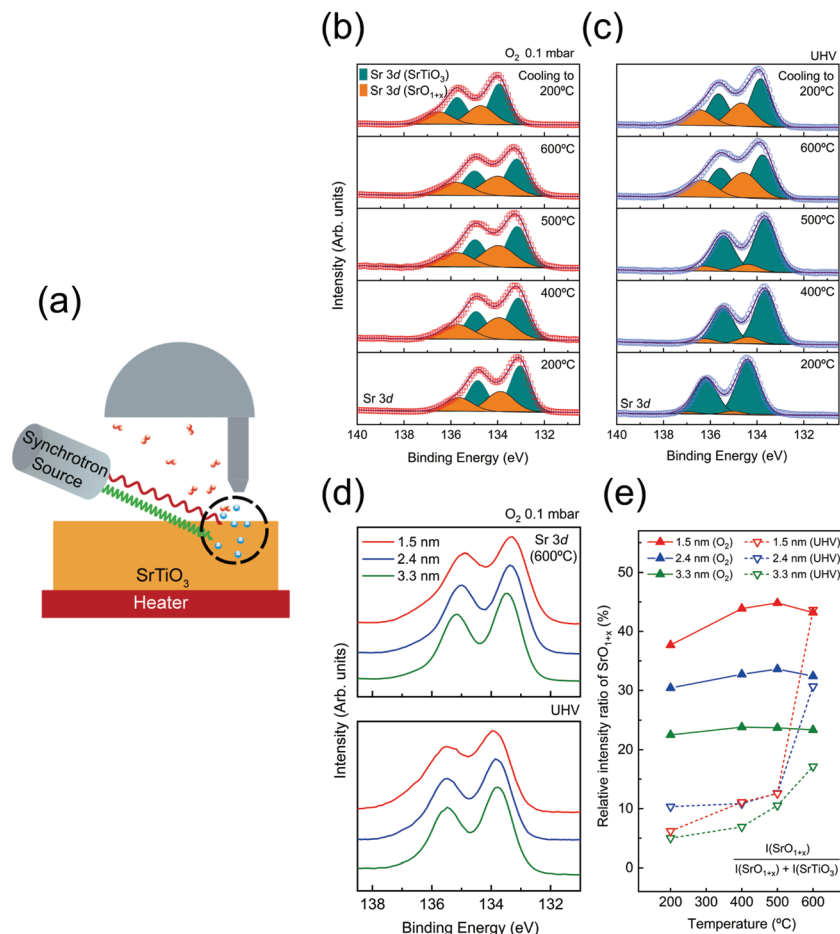 (a)
Synchrotron
Source
SrTiO3
Heater
(b)
O2 0.1 mbar
Sr 3d (SrTiO3)
Sr 3d (SrO1+x)
Cooling to
200ºC
600ºC
500ºC
400ºC
200ºC
Sr 3d
Intensity (Arb. units)
140 138 136 134 132
Binding Energy (eV)
(c)
UHV
Cooling to
200ºC
600ºC
500ºC
400ºC
200ºC
Sr 3d
140 138 136 134 132
Binding Energy (eV)
(d)
O2 0.1 mbar
1.5 nm
2.4 nm
3.3 nm
Sr 3d
(600ºC)
UHV
Intensity (Arb. units)
138 136 134 132
Binding Energy (eV)
(e)
1.5 nm (O2) 1.5 nm (UHV)
2.4 nm (O2) 2.4 nm (UHV)
3.3 nm (O2) 3.3 nm (UHV)
Relative intensity ratio of SrO1+x (%)
50
45
40
30
20
10
0
I(SrO1+x)
I(SrO1+x) + I(SrTiO3)
200 300 400 500 600
Temperature (ºC)